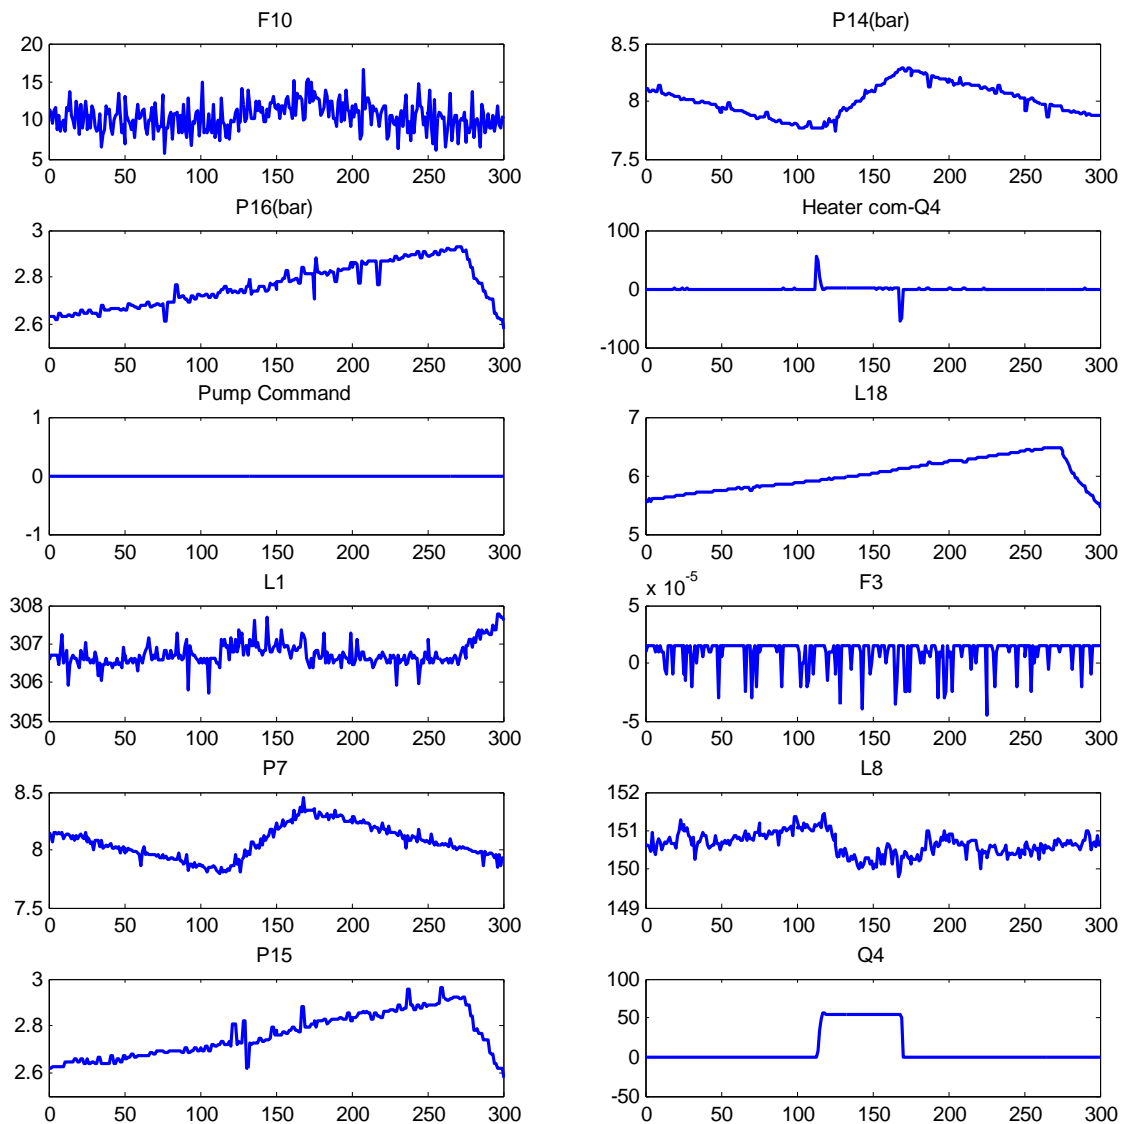 F10
20
15
10
5
0 50 100 150 200 250 300
P14(bar)
8.5
8
7.5
0 50 100 150 200 250 300
P16(bar)
3
2.8
2.6
0 50 100 150 200 250 300
Heater com-Q4
100
0
-100
0 50 100 150 200 250 300
Pump Command
1
0
-1
0 50 100 150 200 250 300
L18
7
6
5
0 50 100 150 200 250 300
L1
308
307
306
305
0 50 100 150 200 250 300
F3
x 10^-5
5
0
-5
0 50 100 150 200 250 300
P7
8.5
8
7.5
0 50 100 150 200 250 300
L8
152
151
150
149
0 50 100 150 200 250 300
P15
3
2.8
2.6
0 50 100 150 200 250 300
Q4
100
50
0
-50
0 50 100 150 200 250 300